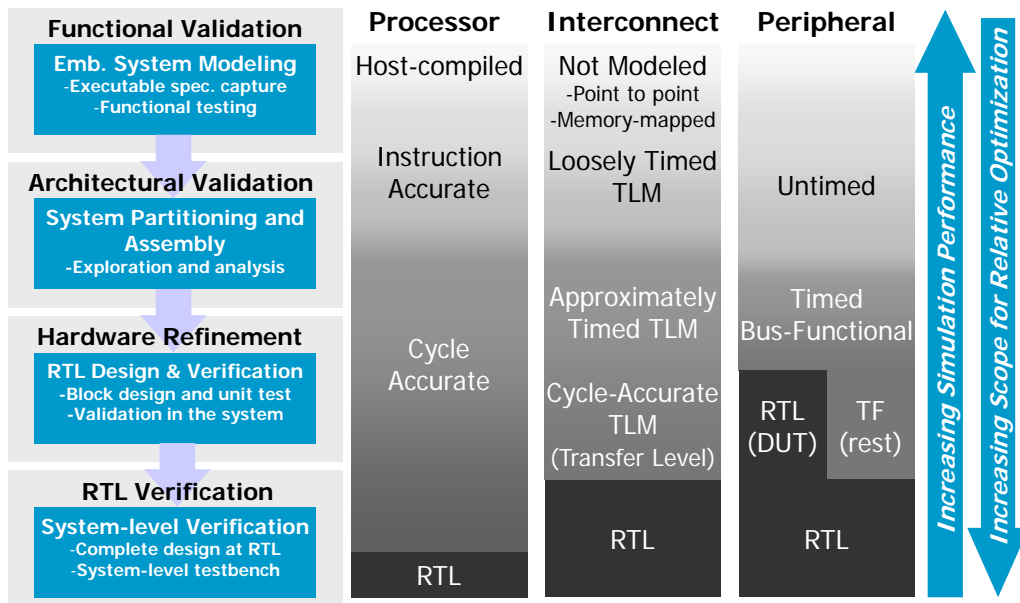 Functional Validation
Emb. System Modeling
-Executable spec. capture
-Functional testing
Architectural Validation
System Partitioning and
Assembly
-Exploration and analysis
Hardware Refinement
RTL Design & Verification
-Block design and unit test
-Validation in the system
RTL Verification
System-level Verification
-Complete design at RTL
-System-level testbench
Processor
Host-compiled
Instruction
Accurate
Cycle
Accurate
RTL
Interconnect
Not Modeled
-Point to point
-Memory-mapped
Loosely Timed
TLM
Approximately
Timed TLM
Cycle-Accurate
TLM
(Transfer Level)
RTL
Peripheral
Untimed
Timed
Bus-Functional
RTL
(DUT)
TF
(rest)
RTL
Increasing Simulation Performance
Increasing Scope for Relative Optimization